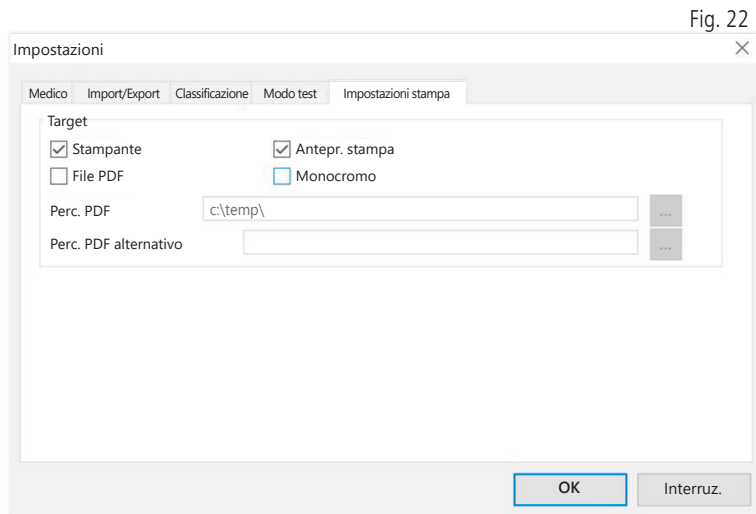 Fig. 22
Impostazioni
Medico Import/Export Classificazione Modo test Impostazioni stampa
Target
Stampante Antepr. stampa
File PDF Monocromo
Perc. PDF c:\temp\ ...
Perc. PDF alternativo ...
OK Interruz.